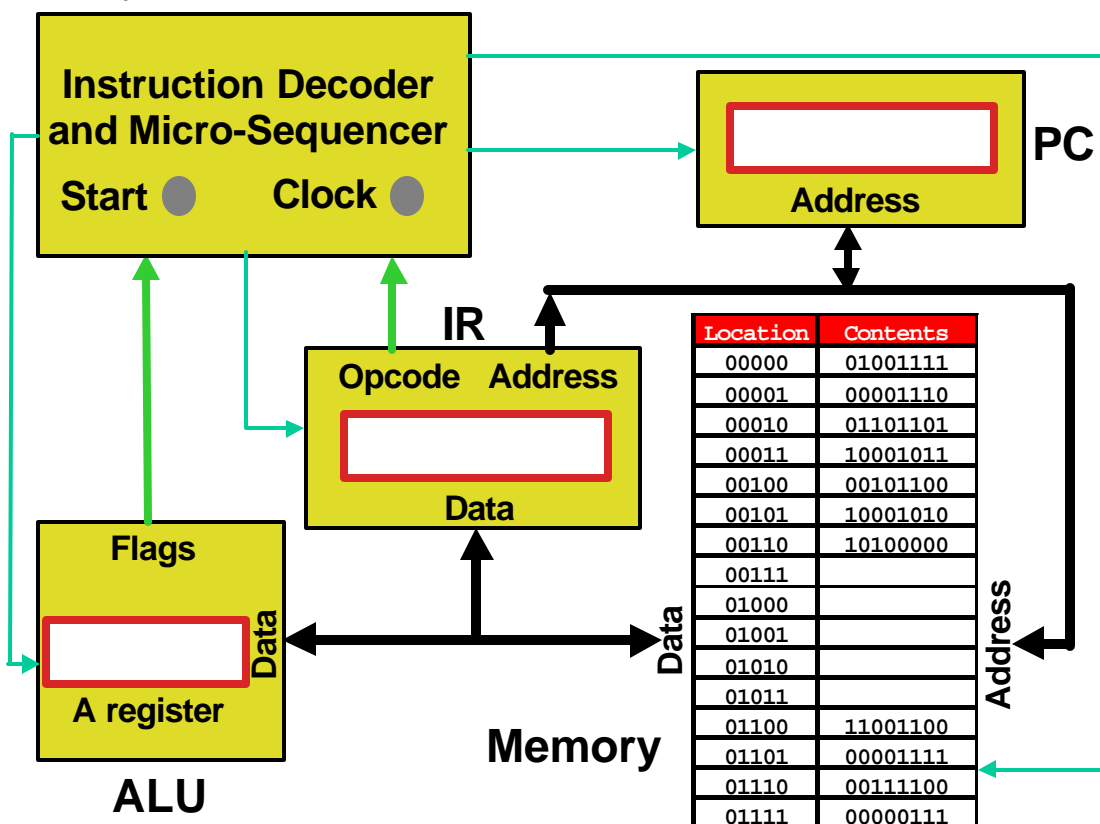 Instruction Decoder
and Micro-Sequencer
Start Clock
PC
Address
IR
Opcode Address
Data
Flags
Data
A register
ALU
Memory
Data
Address
Location Contents
00000 01001111
00001 00001110
00010 01101101
00011 10001011
00100 00101100
00101 10001010
00110 10100000
00111
01000
01001
01010
01011
01100 11001100
01101 00001111
01110 00111100
01111 00000111